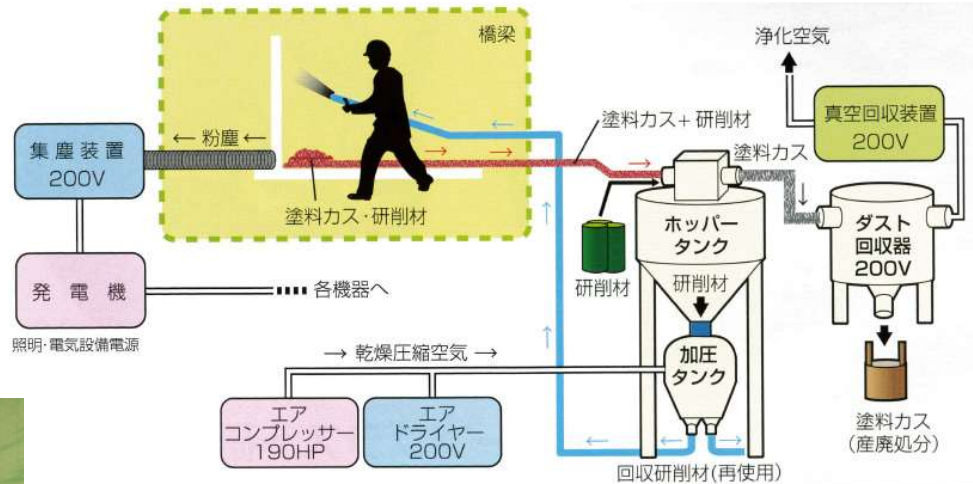 橋梁
浄化空気
真空回収装置
200V
集塵装置
200V
← 粉塵 ←
塗料カス+研削材
塗料カス
塗料カス・研削材
ホッパー
タンク
ダスト
回収器
200V
発電機
各機器へ
照明・電気設備電源
研削材
研削材
→ 乾燥圧縮空気 →
加圧
タンク
エア
コンプレッサー
190HP
エア
ドライヤー
200V
回収研削材(再使用)
塗料カス
(産廃処分)